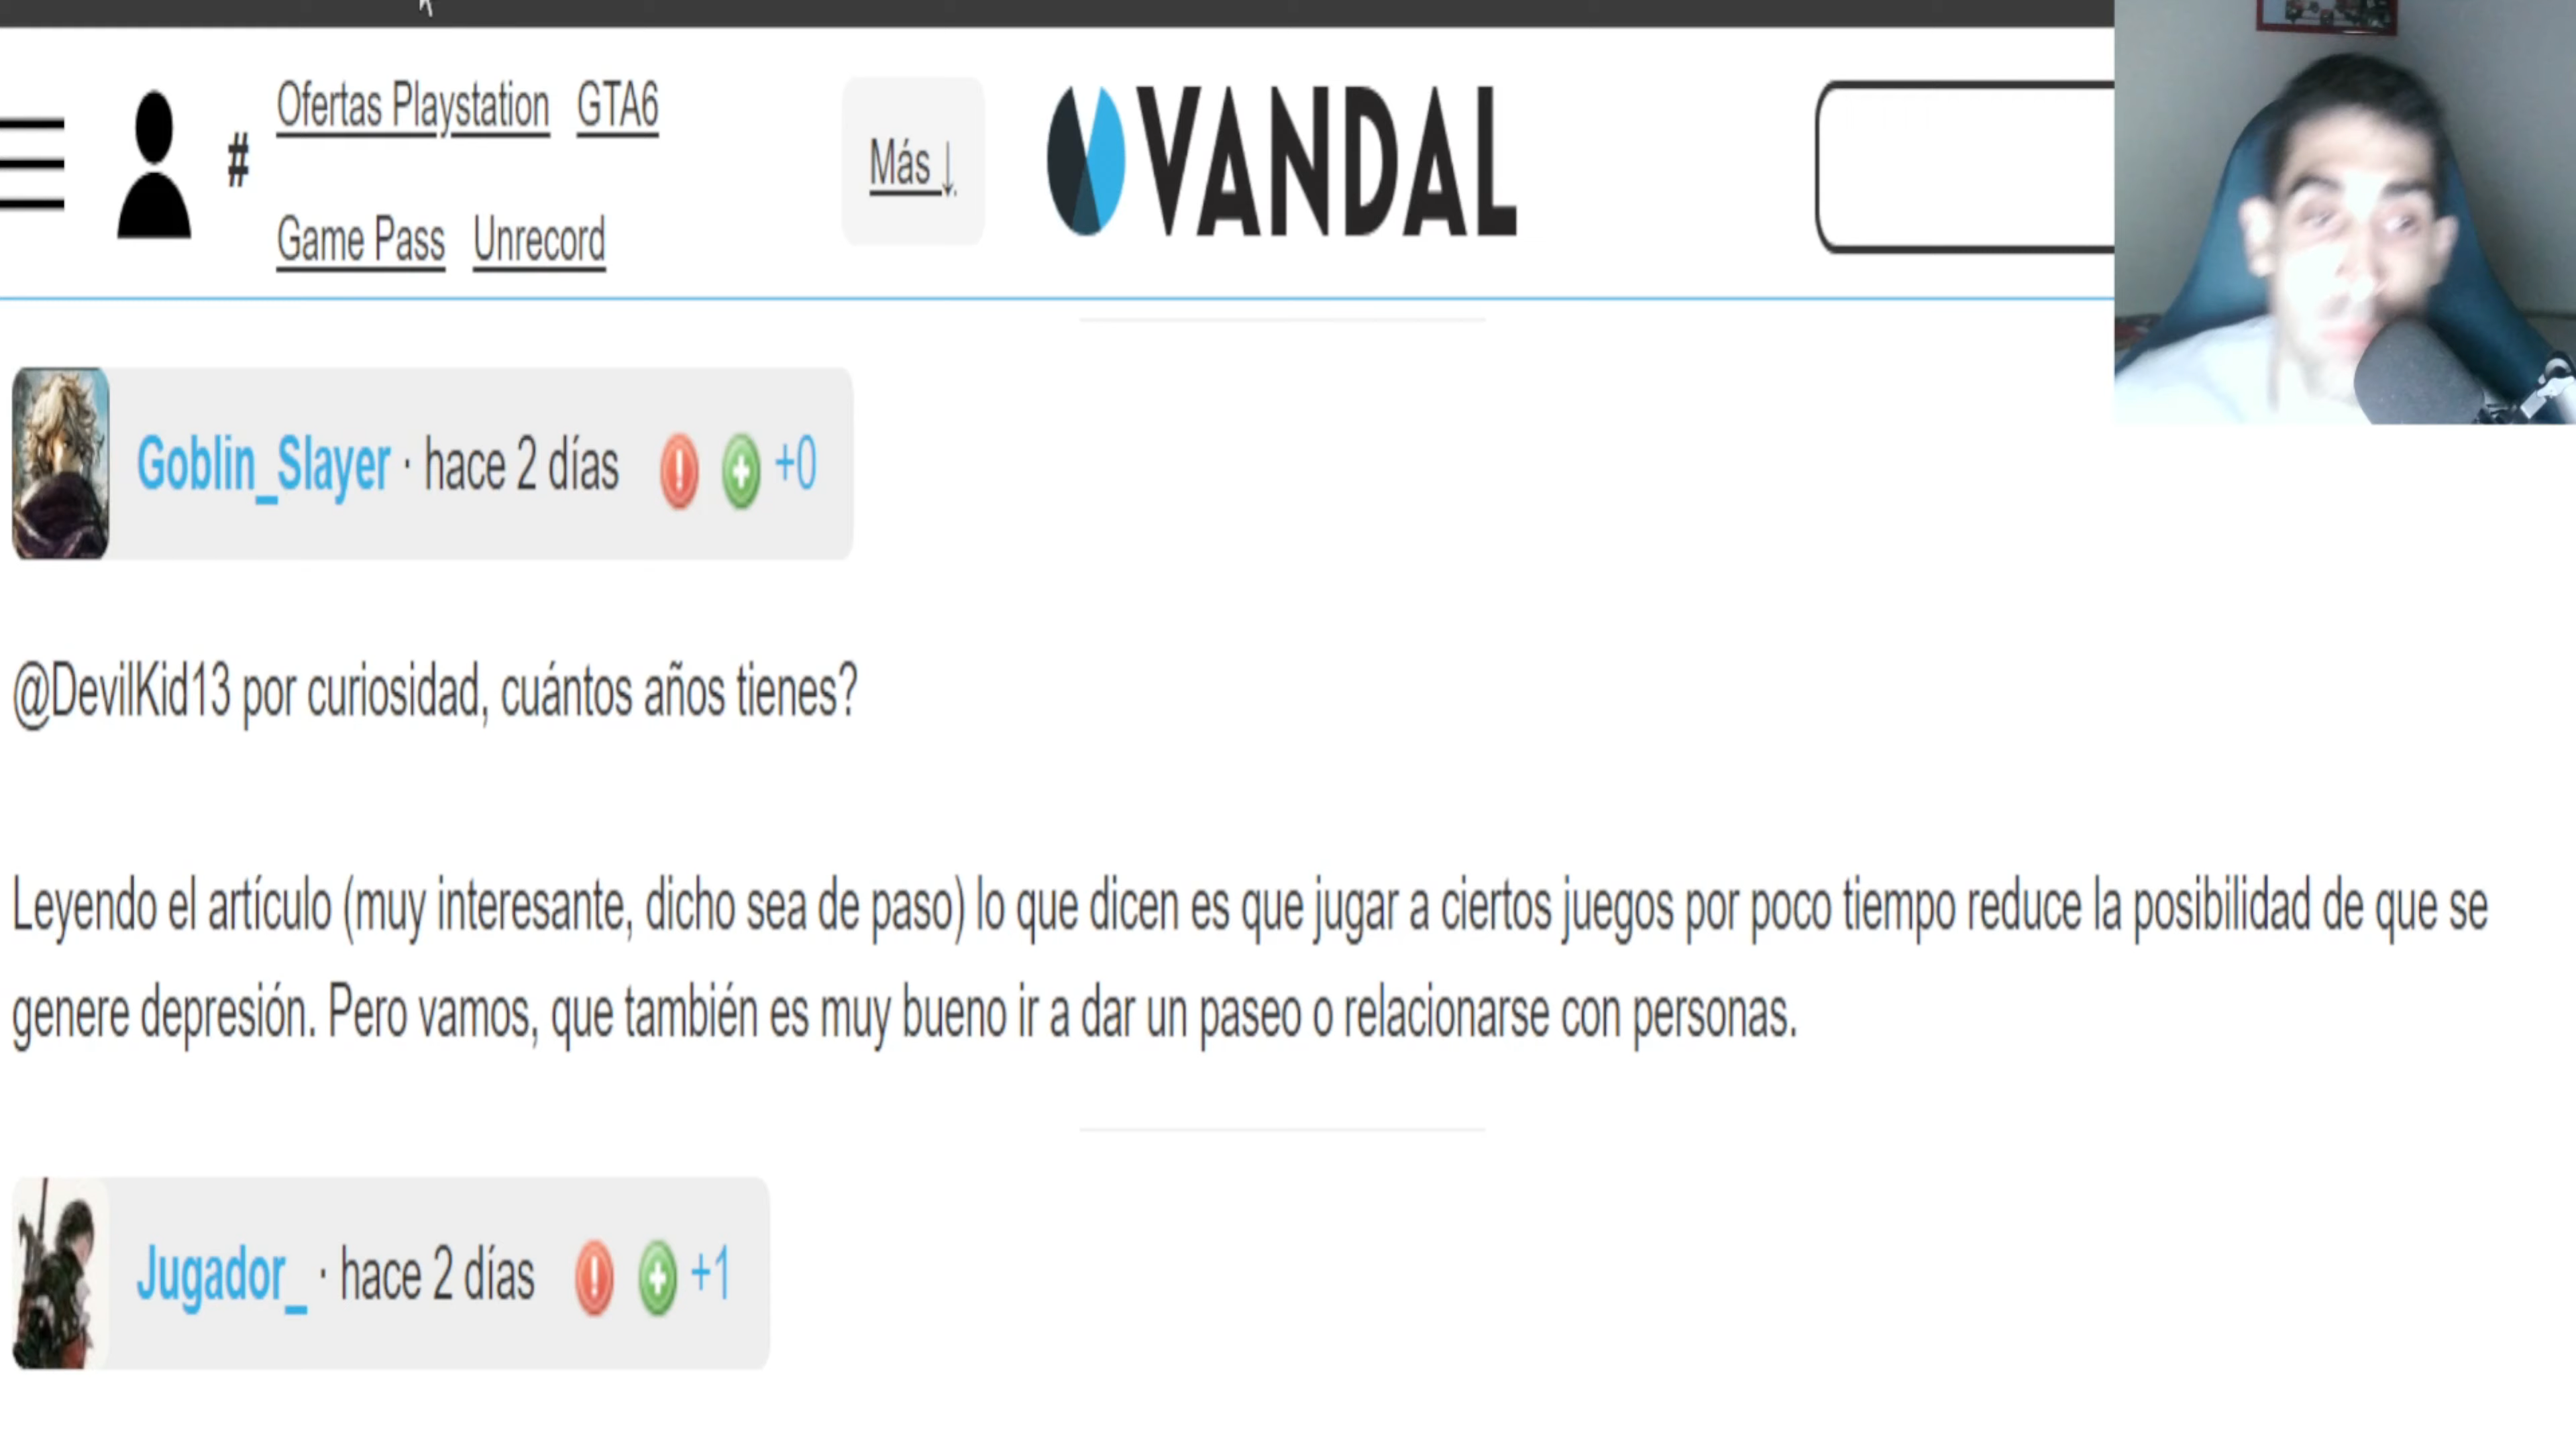 Ofertas Playstation GTA6
#
Más ↓
VANDAL
Game Pass Unrecord
Goblin_Slayer · hace 2 días +0
@DevilKid13 por curiosidad, cuántos años tienes?
Leyendo el artículo (muy interesante, dicho sea de paso) lo que dicen es que jugar a ciertos juegos por poco tiempo reduce la posibilidad de que se
genere depresión. Pero vamos, que también es muy bueno ir a dar un paseo o relacionarse con personas.
Jugador_ · hace 2 días +1